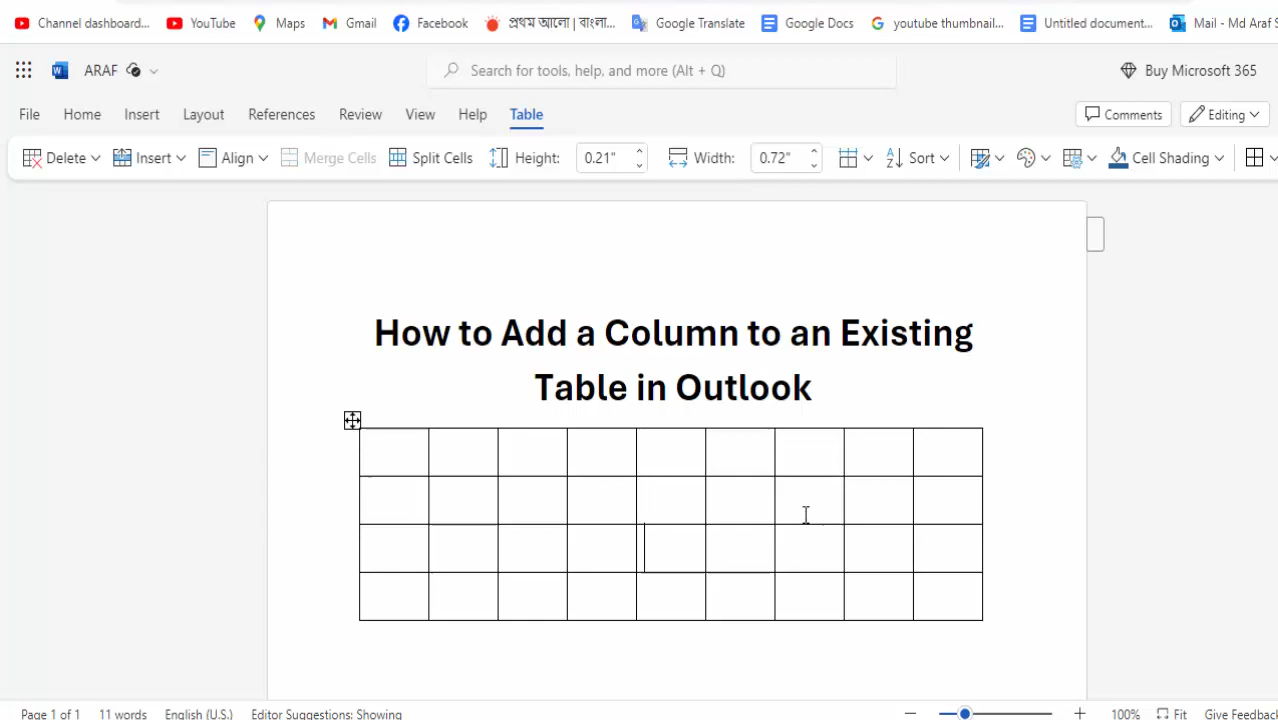 Channel dashboard... YouTube Maps Gmail Facebook প্রথম আলো | বাংলা... Google Translate Google Docs youtube thumbnail... Untitled document... Mail - Md Araf S
ARAF Search for tools, help, and more (Alt + Q) Buy Microsoft 365
File Home Insert Layout References Review View Help Table Comments Editing
Delete Insert Align Merge Cells Split Cells Height: 0.21" Width: 0.72" Sort Cell Shading
How to Add a Column to an Existing
Table in Outlook
Page 1 of 1 11 words English (U.S.) Editor Suggestions: Showing 100% Fit Give Feedback